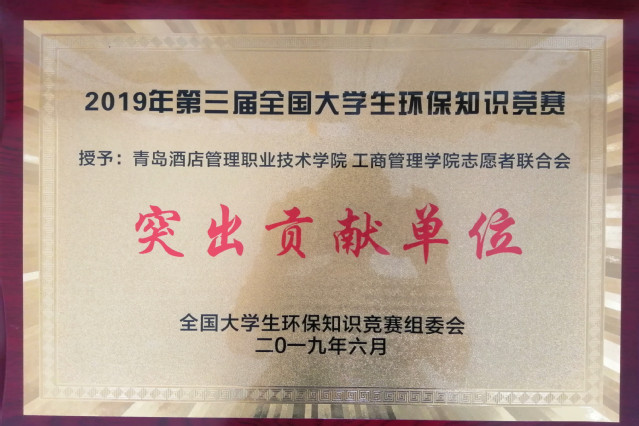 2019年第三届全国大学生环保知识竞赛
授予：青岛酒店管理职业技术学院 工商管理学院志愿者联合会
突出贡献单位
全国大学生环保知识竞赛组委会
二0一九年六月